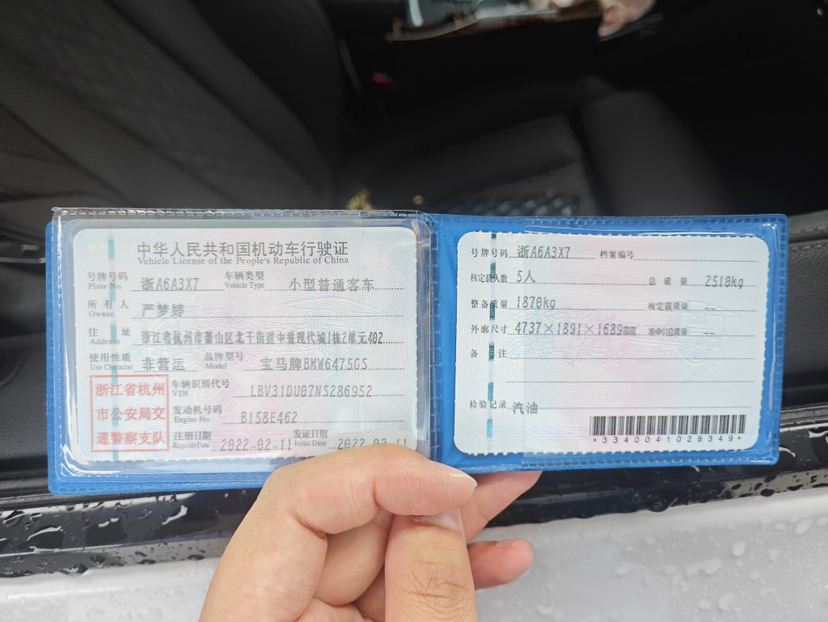 中华人民共和国机动车行驶证
Vehicle License of the People's Republic of China
号牌号码 浙A6A3X7 车辆类型 小型普通客车
Plate No. Vehicle Type
所有人 严梦婷
Owner
住址 浙江省杭州市萧山区北干街道中誉现代城1栋2单元402
Address
使用性质 非营运 品牌型号 宝马牌BMW6475GS
Use Character Model
浙江省杭州
市公安局交
通警察支队
车辆识别代号 LBV31DU07NS286952
VIN
发动机号码 B158E462
Engine No.
注册日期 2022-02-11 发证日期 2022-02-11
Register Date Issue Date
号牌号码 浙A6A3X7 档案编号
核定载人数 5人 总质量 2510kg
整备质量 1870kg 核定载质量 --
外廓尺寸 4737×1891×1689mm 准牵引总质量 --
备注
检验记录 汽油
*3340041028349*